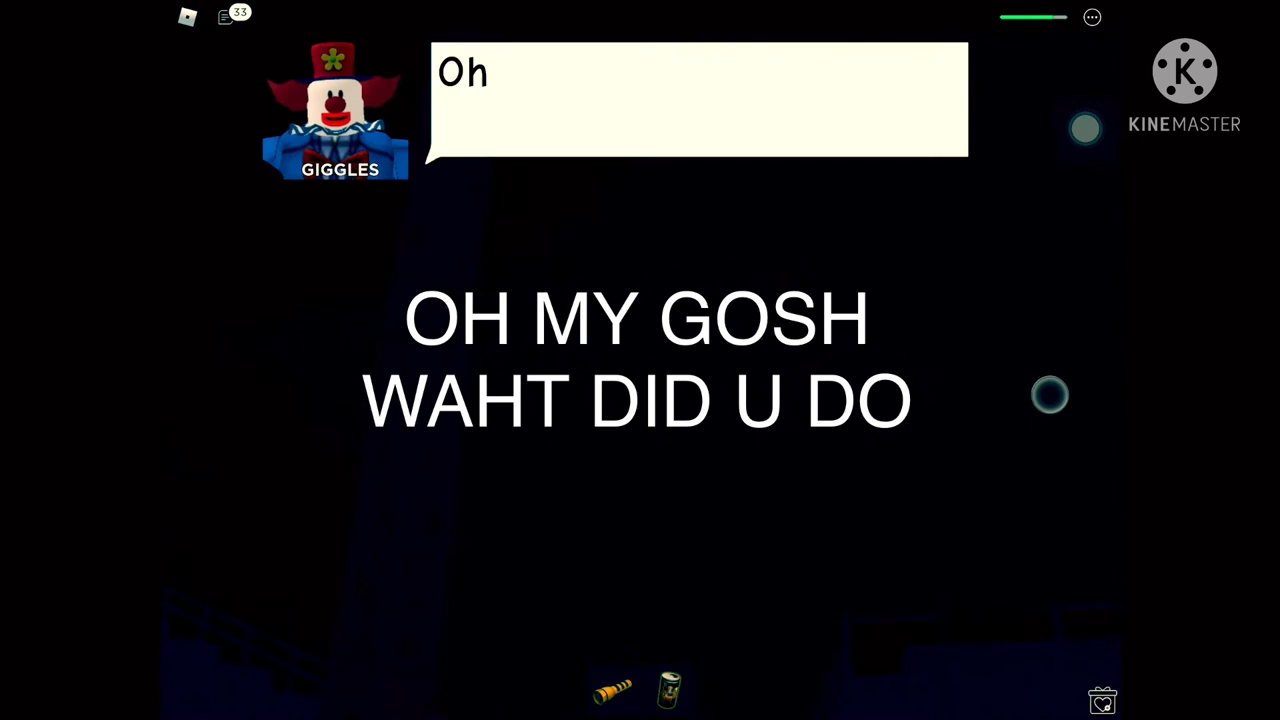 33
Oh
K
KINEMASTER
GIGGLES
OH MY GOSH
WAHT DID U DO